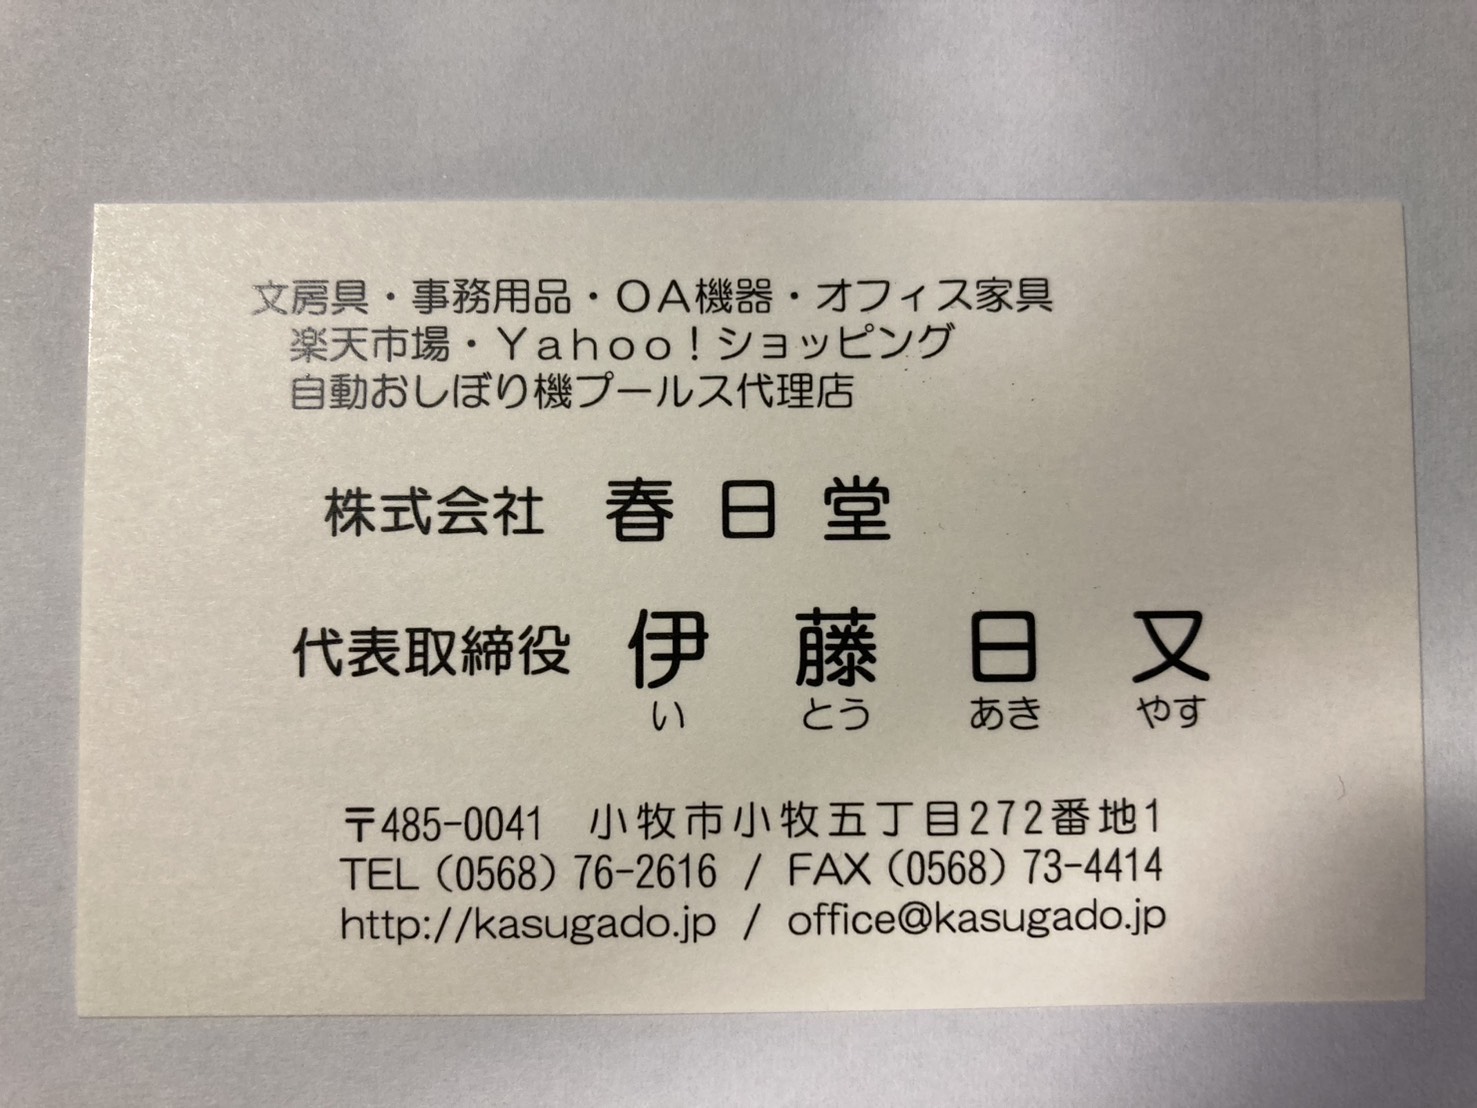 文房具・事務用品・ＯＡ機器・オフィス家具
楽天市場・Ｙａｈｏｏ！ショッピング
自動おしぼり機プールス代理店
株式会社 春日堂
代表取締役 伊藤日又
い とう あき やす
〒485-0041 小牧市小牧五丁目272番地1
TEL（0568）76-2616 / FAX（0568）73-4414
http://kasugado.jp / office@kasugado.jp